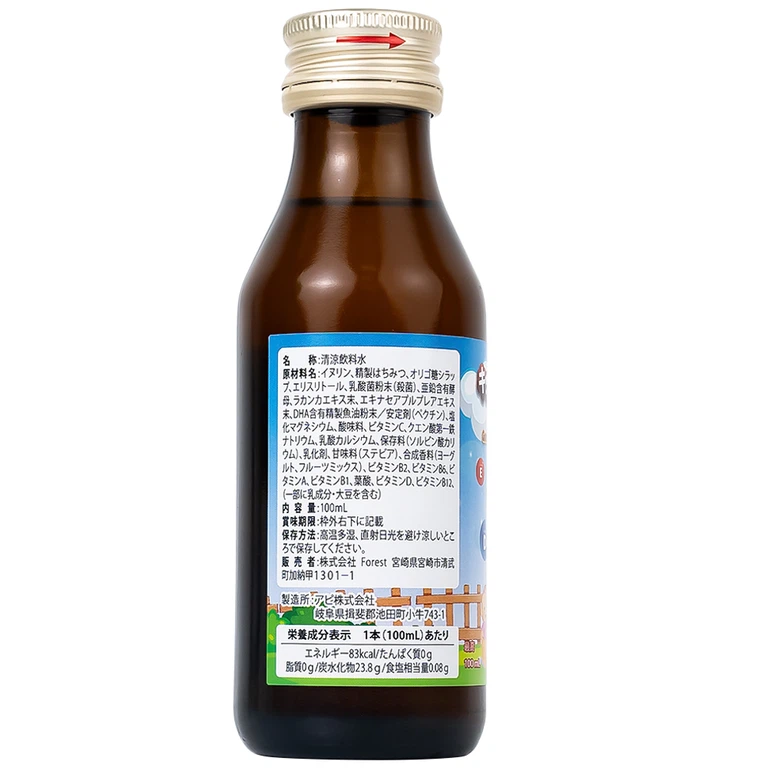 名 称:清涼飲料水
原材料名:イヌリン、精製はちみつ、オリゴ糖シラッ
プ、エリスリトール、乳酸菌粉末(殺菌)、亜鉛含有酵
母、ラカンカエキス末、エキナセアプルプレアエキス
末、DHA含有精製魚油粉末/安定剤(ペクチン)、塩
化マグネシウム、酸味料、ビタミンC、クエン酸第一鉄
ナトリウム、乳酸カルシウム、保存料(ソルビン酸カリ
ウム)、乳化剤、甘味料(ステビア)、合成香料(ヨーグ
ルト、フルーツミックス)、ビタミンB2、ビタミンB6、ビ
タミンA、ビタミンB1、葉酸、ビタミンD、ビタミンB12、
(一部に乳成分・大豆を含む)
内 容 量:100mL
賞味期限:枠外右下に記載
保存方法:高温多湿、直射日光を避け涼しいとこ
ろで保存してください。
販 売 者:株式会社 Forest 宮崎県宮崎市清武
町加納甲1301−1
製造所:アピ株式会社
岐阜県揖斐郡池田町小牛743-1
栄養成分表示 1本(100mL)あたり
エネルギー83kcal/たんぱく質0g
脂質0g/炭水化物23.8g/食塩相当量0.08g
キ
E
100mL